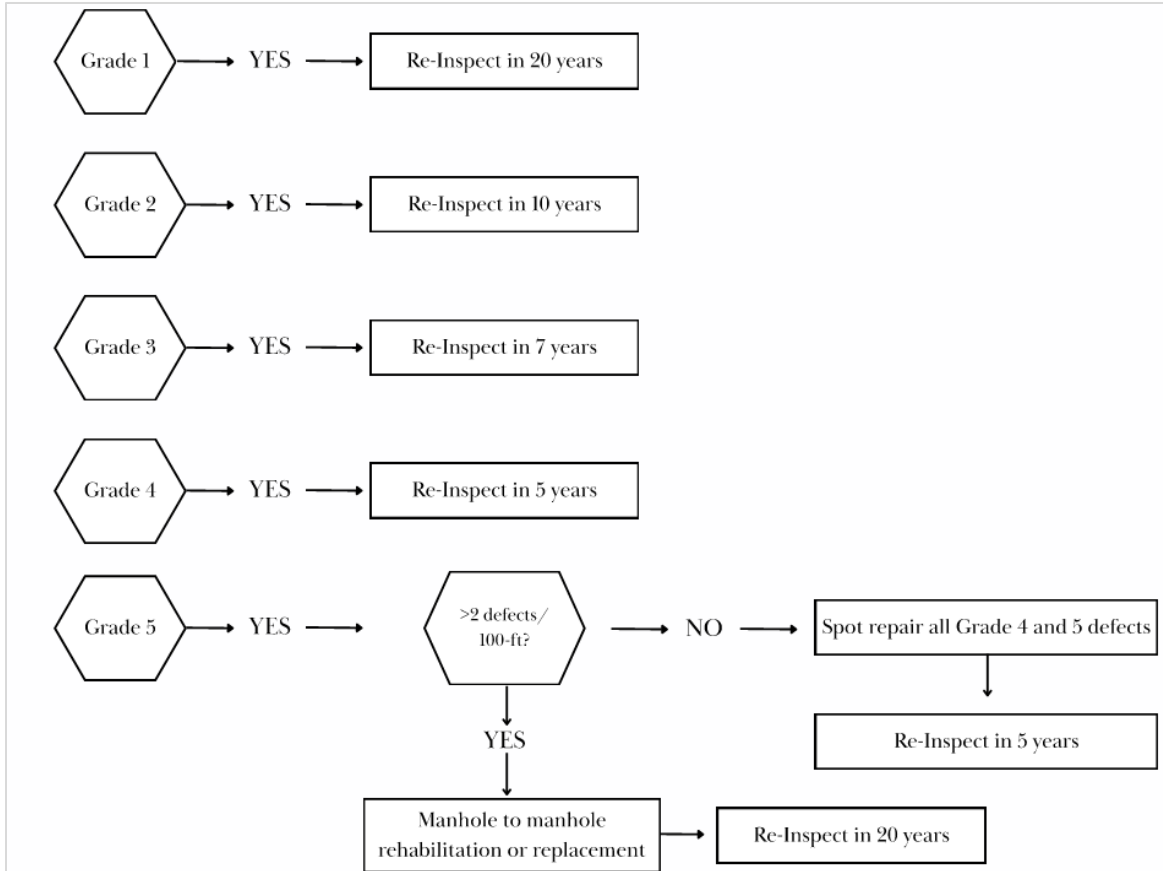 Grade 1
YES
Re-Inspect in 20 years
Grade 2
YES
Re-Inspect in 10 years
Grade 3
YES
Re-Inspect in 7 years
Grade 4
YES
Re-Inspect in 5 years
Grade 5
YES
>2 defects/
100-ft?
NO
Spot repair all Grade 4 and 5 defects
Re-Inspect in 5 years
YES
Manhole to manhole
rehabilitation or replacement
Re-Inspect in 20 years